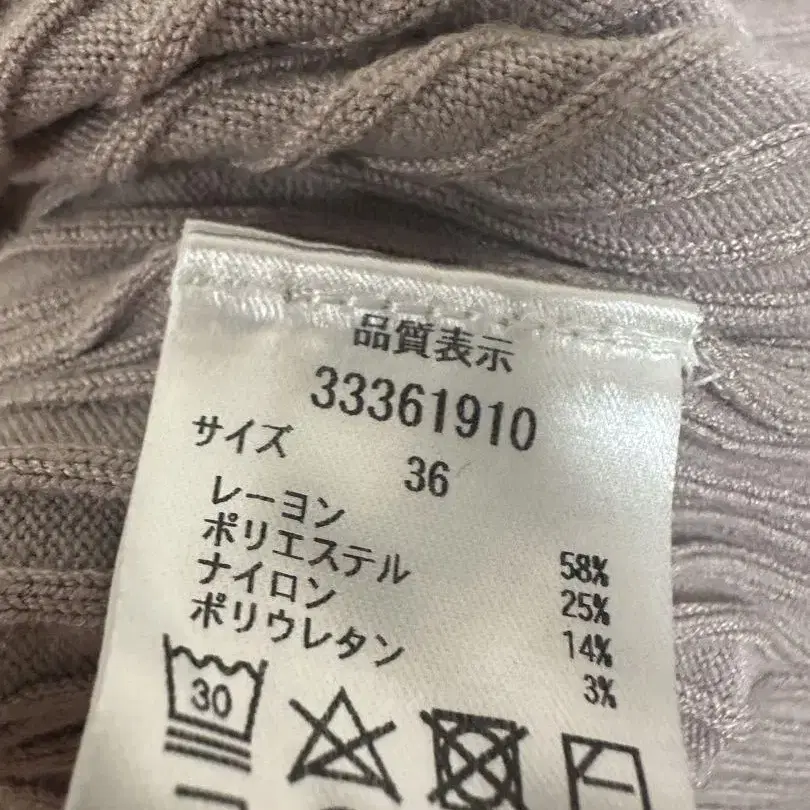 品質表示
33361910
サイズ 36
レーヨン 58%
ポリエステル 25%
ナイロン 14%
ポリウレタン 3%
30